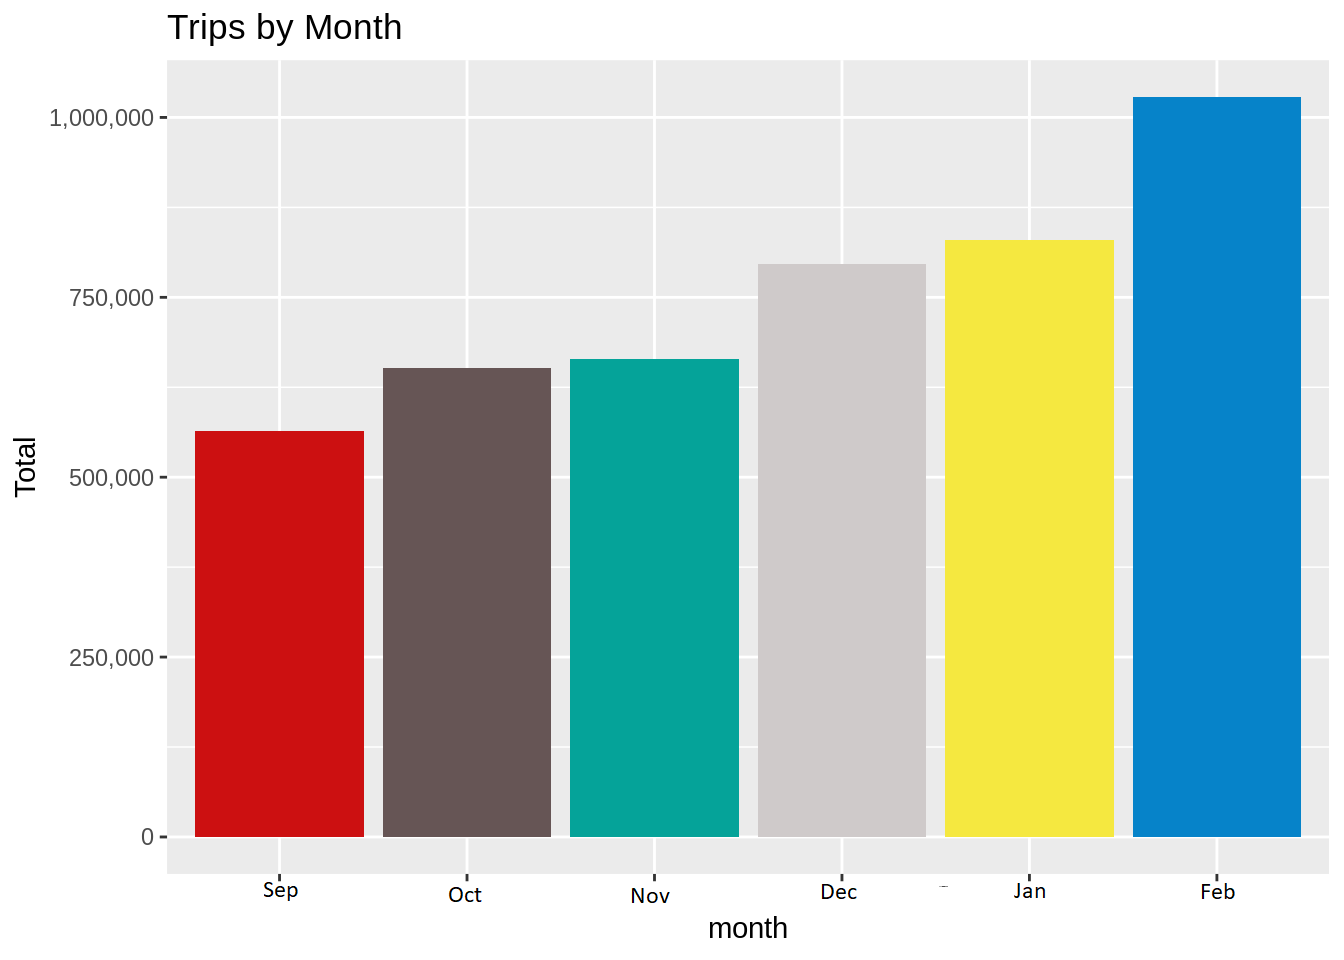 Trips by Month
Total
1,000,000
750,000
500,000
250,000
0
Sep Oct Nov Dec Jan Feb
month